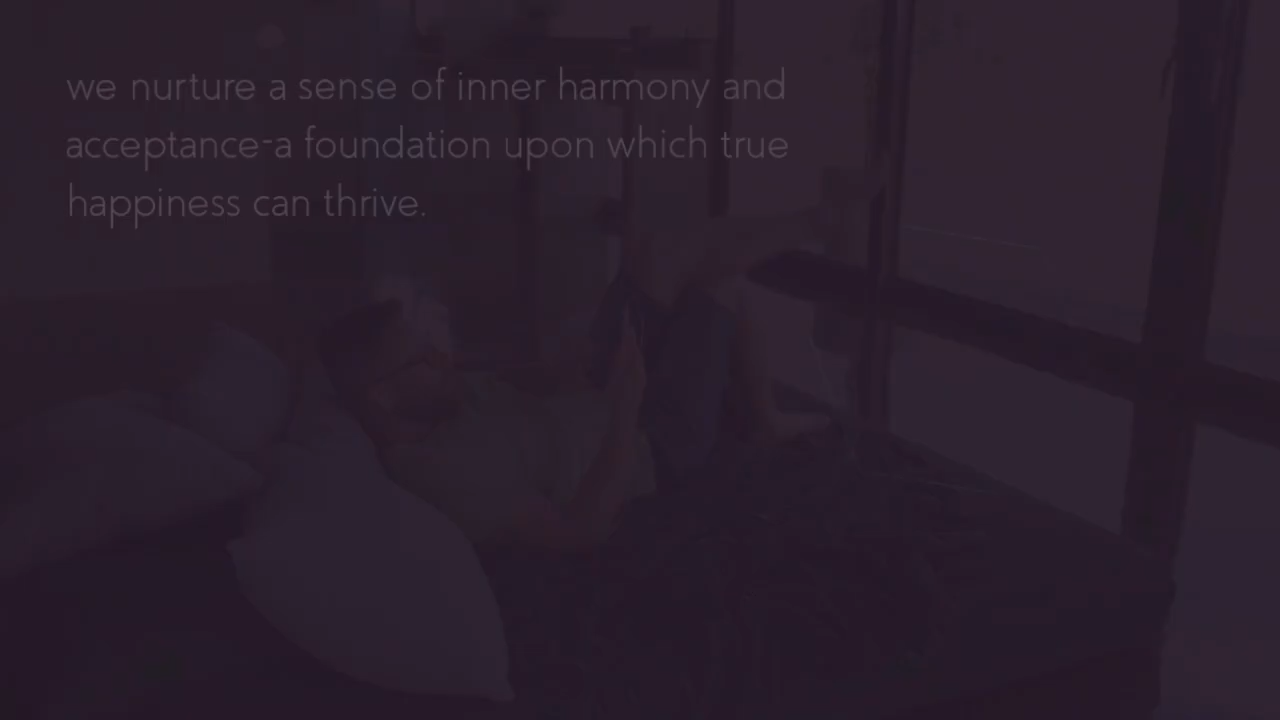 we nurture a sense of inner harmony and
acceptance-a foundation upon which true
happiness can thrive.